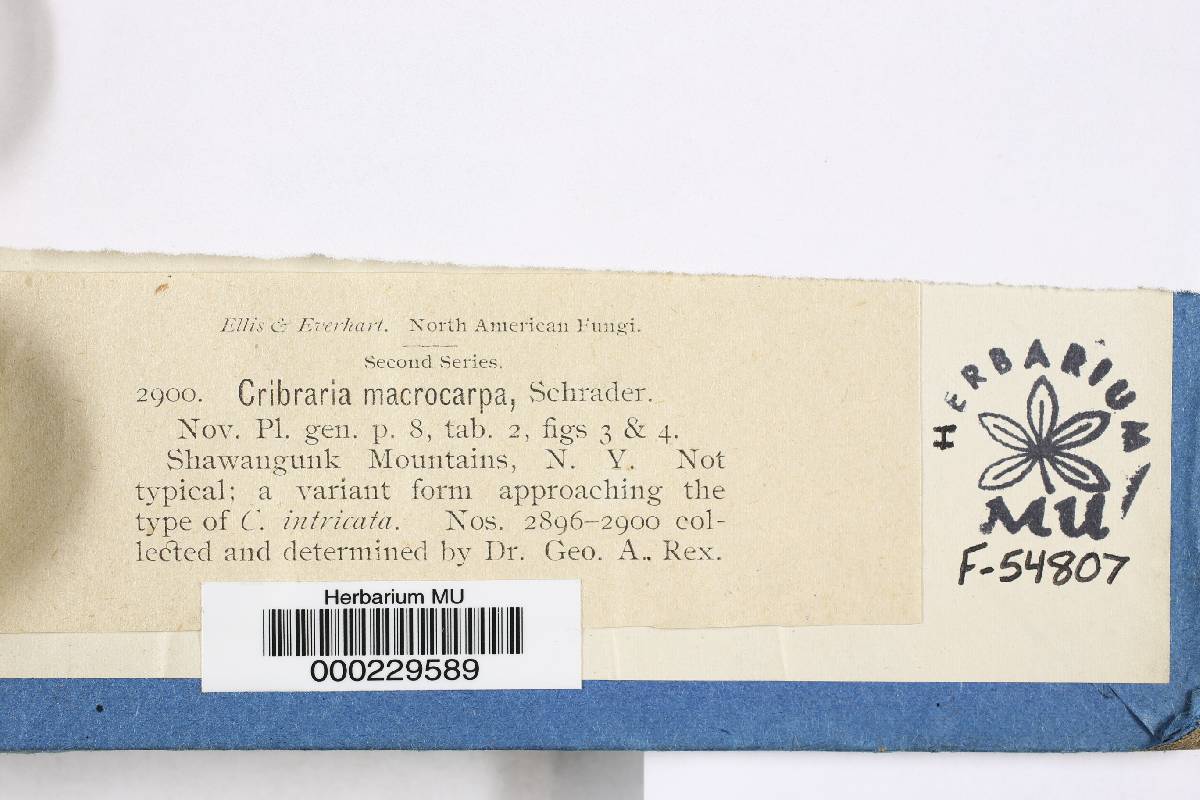 Ellis & Everhart. North American Fungi.
Second Series.
2900. Cribraria macrocarpa, Schrader.
Nov. Pl. gen. p. 8, tab. 2, figs 3 & 4.
Shawangunk Mountains, N. Y. Not
typical; a variant form approaching the
type of C. intricata. Nos. 2896–2900 col-
lected and determined by Dr. Geo. A. Rex.
Herbarium MU
000229589
HERBARIUM
MU
F-54807